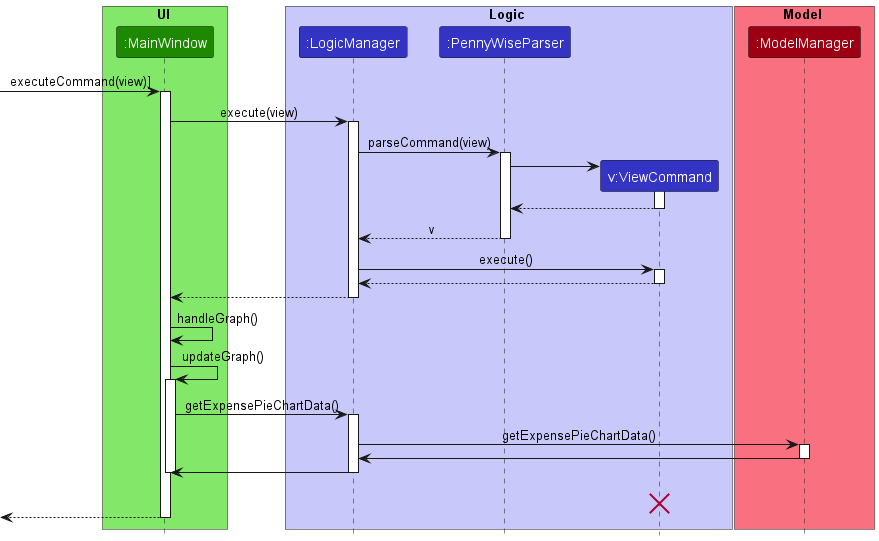 UI
Logic
Model
:MainWindow
:LogicManager
:PennyWiseParser
:ModelManager
executeCommand(view)]
execute(view)
parseCommand(view)
v:ViewCommand
v
execute()
handleGraph()
updateGraph()
getExpensePieChartData()
getExpensePieChartData()